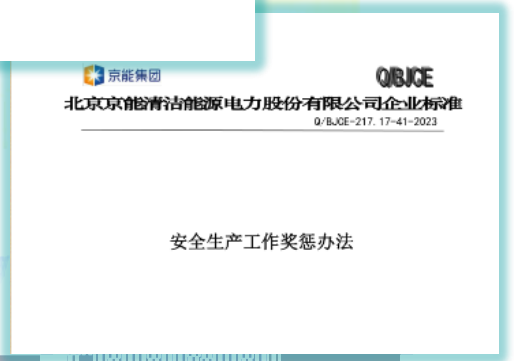 京能集团
Q/BJCE
北京京能清洁能源电力股份有限公司企业标准
Q/BJCE-217.17-41-2023
安全生产工作奖惩办法